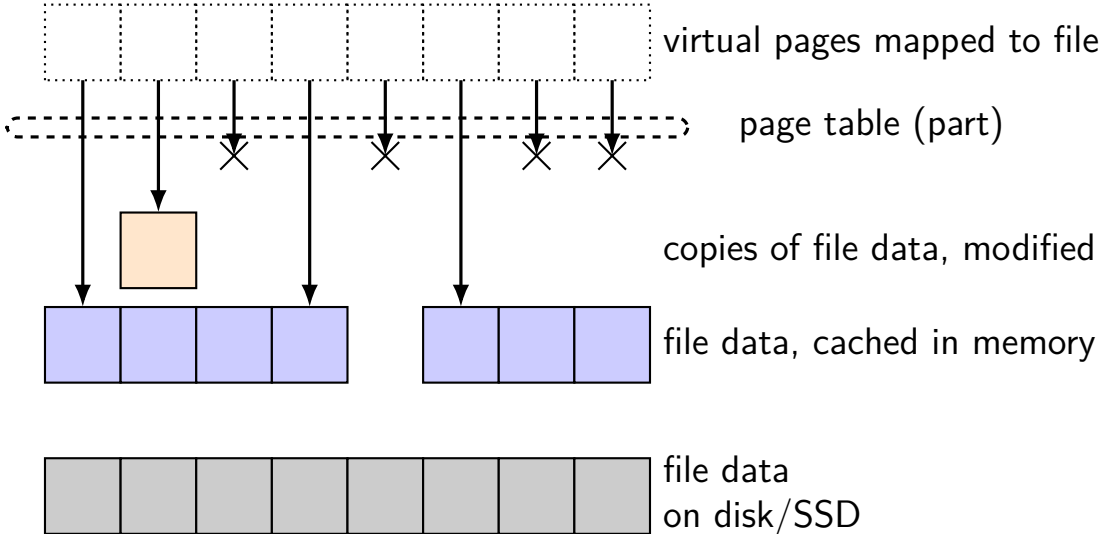 virtual pages mapped to file
page table (part)
copies of file data, modified
file data, cached in memory
file data
on disk/SSD